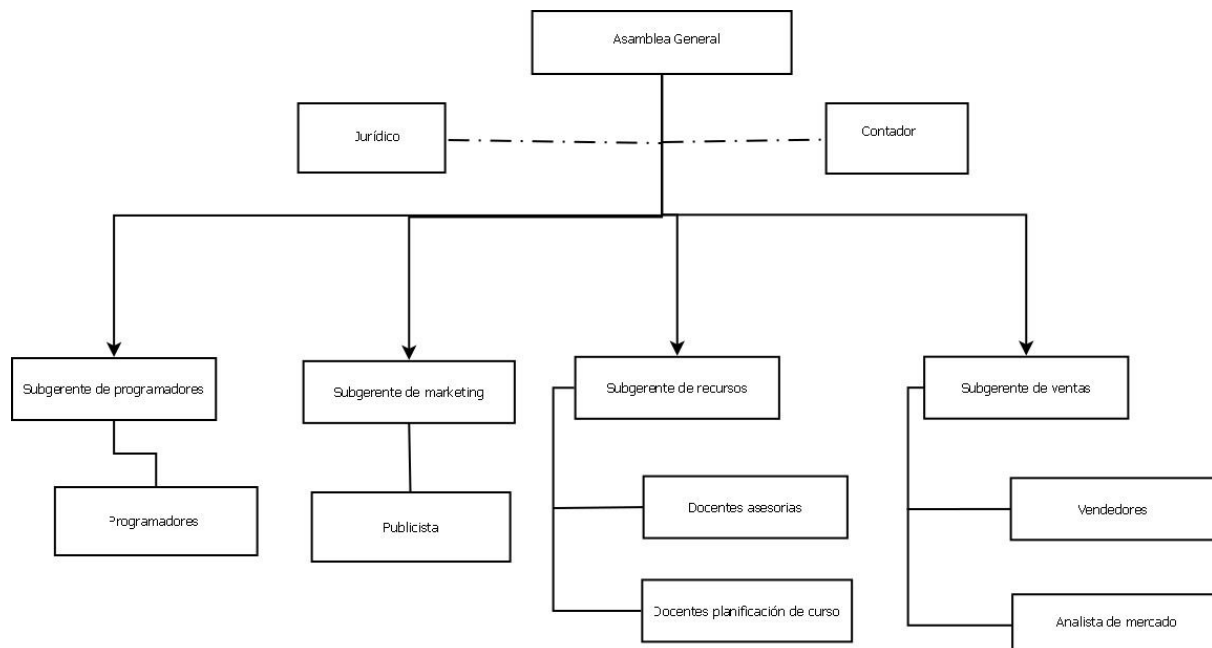 Asamblea General
Jurídico
Contador
Subgerente de programadores
Subgerente de marketing
Subgerente de recursos
Subgerente de ventas
Programadores
Publicista
Docentes asesorias
Vendedores
Docentes planificación de curso
Analista de mercado